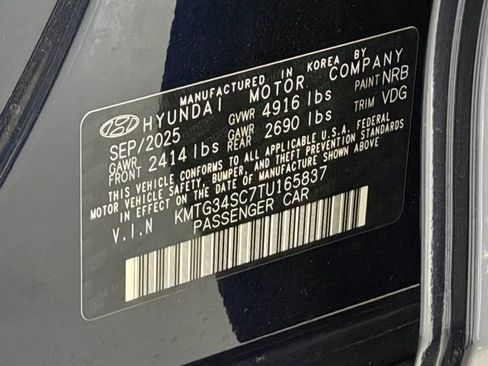 MANUFACTURED IN KOREA BY
HYUNDAI MOTOR COMPANY
SEP/2025 GVWR 4916 lbs PAINT NRB
GAWR FRONT 2414 lbs GAWR REAR 2690 lbs TRIM VDG
THIS VEHICLE CONFORMS TO ALL APPLICABLE U.S.A. FEDERAL
MOTOR VEHICLE SAFETY, BUMPER, AND THEFT PREVENTION STANDARDS
IN EFFECT ON THE DATE OF MANUFACTURE SHOWN ABOVE.
V.I.N KMTG34SC7TU165837
PASSENGER CAR